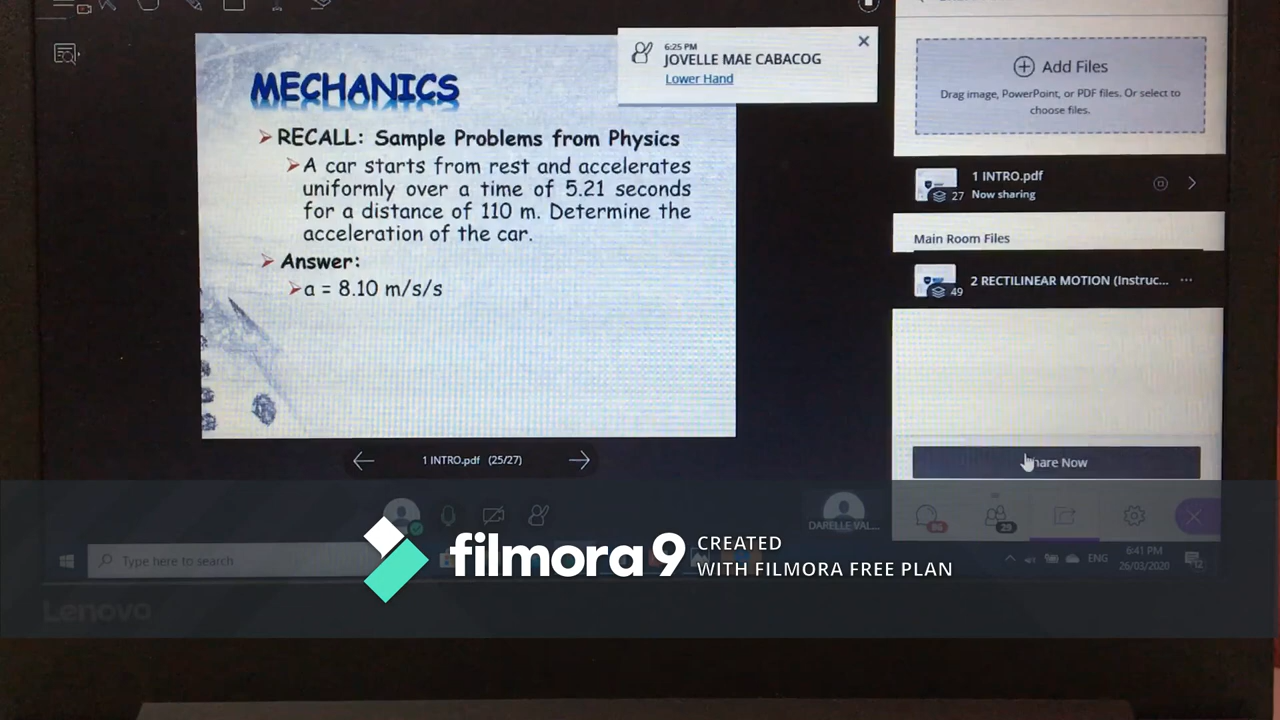 6:25 PM
JOVELLE MAE CABACOG
Lower Hand
MECHANICS
RECALL: Sample Problems from Physics
A car starts from rest and accelerates
uniformly over a time of 5.21 seconds
for a distance of 110 m. Determine the
acceleration of the car.
Answer:
a = 8.10 m/s/s
1 INTRO.pdf (25/27)
Add Files
Drag image, PowerPoint, or PDF files. Or select to
choose files.
1 INTRO.pdf
27
Now sharing
Main Room Files
2 RECTILINEAR MOTION (Instruc...
49
Share Now
DARELLE VAL...
29
filmora9
CREATED
WITH FILMORA FREE PLAN
Type here to search
ENG
6:41 PM
26/03/2020
12
Lenovo